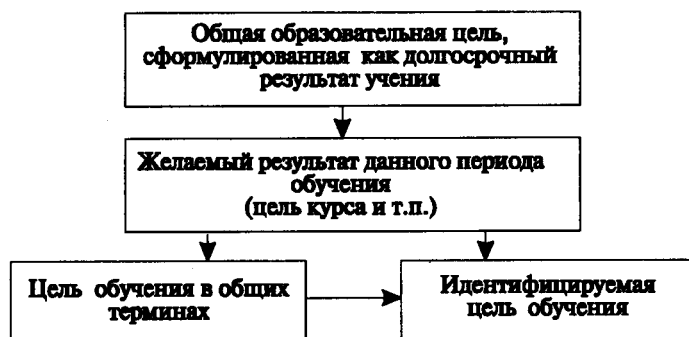 Общая образовательная цель,
сформулированная как долгосрочный
результат учения
Желаемый результат данного периода
обучения
(цель курса и т.п.)
Цель обучения в общих
терминах
Идентифицируемая
цель обучения